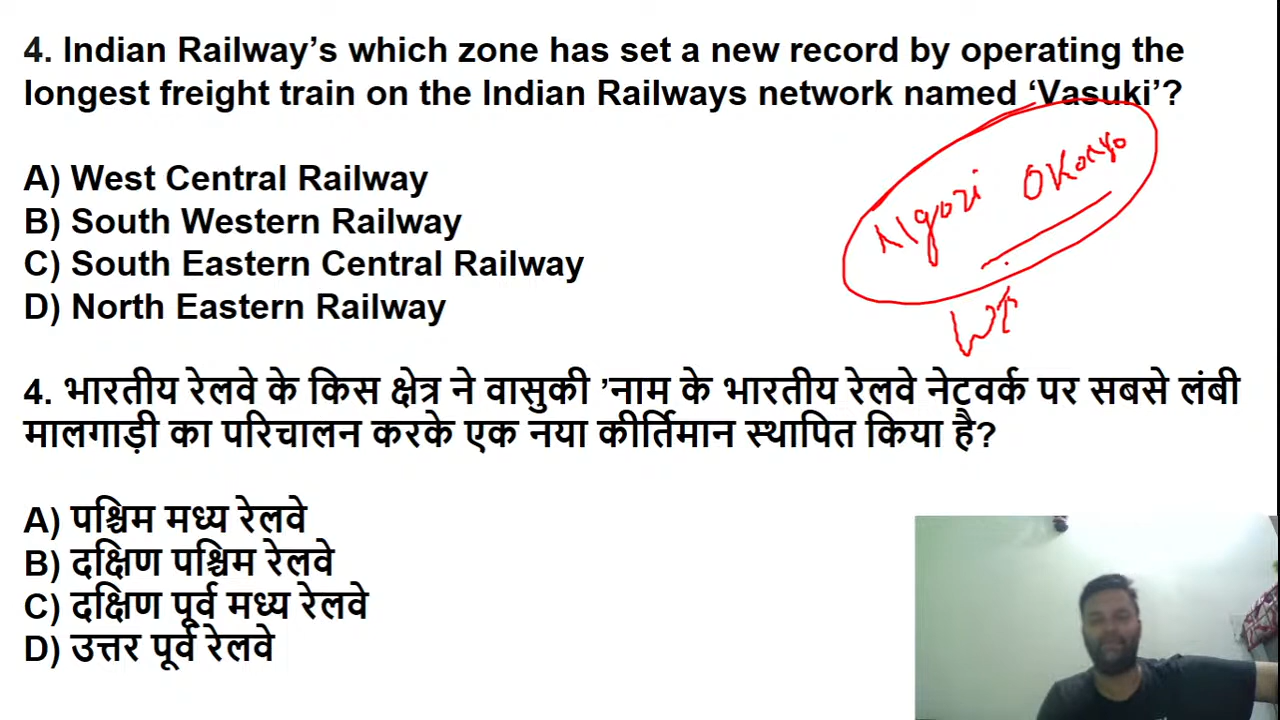 4. Indian Railway’s which zone has set a new record by operating the
longest freight train on the Indian Railways network named ‘Vasuki’?
A) West Central Railway
B) South Western Railway
C) South Eastern Central Railway
D) North Eastern Railway
Ngozi Okonjo
4. भारतीय रेलवे के किस क्षेत्र ने वासुकी ’नाम के भारतीय रेलवे नेटवर्क पर सबसे लंबी
मालगाड़ी का परिचालन करके एक नया कीर्तिमान स्थापित किया है?
A) पश्चिम मध्य रेलवे
B) दक्षिण पश्चिम रेलवे
C) दक्षिण पूर्व मध्य रेलवे
D) उत्तर पूर्व रेलवे